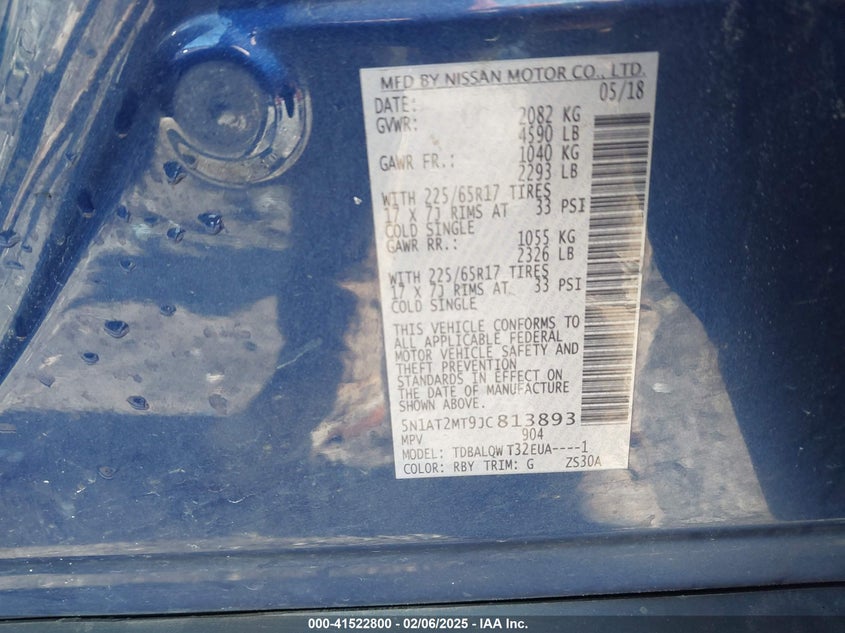 MFD BY NISSAN MOTOR CO., LTD.
DATE: 05/18
GVWR: 2082 KG
4590 LB
GAWR FR.: 1040 KG
2293 LB
WITH 225/65R17 TIRES
17 X 7J RIMS AT 33 PSI
COLD SINGLE
GAWR RR.: 1055 KG
2326 LB
WITH 225/65R17 TIRES
17 X 7J RIMS AT 33 PSI
COLD SINGLE
THIS VEHICLE CONFORMS TO
ALL APPLICABLE FEDERAL
MOTOR VEHICLE SAFETY AND
THEFT PREVENTION
STANDARDS IN EFFECT ON
THE DATE OF MANUFACTURE
SHOWN ABOVE.
5N1AT2MT9JC813893
MPV 904
MODEL: TDBALQW T32EUA----1
COLOR: RBY TRIM: G ZS30A
000-41522800 - 02/06/2025 - IAA Inc.